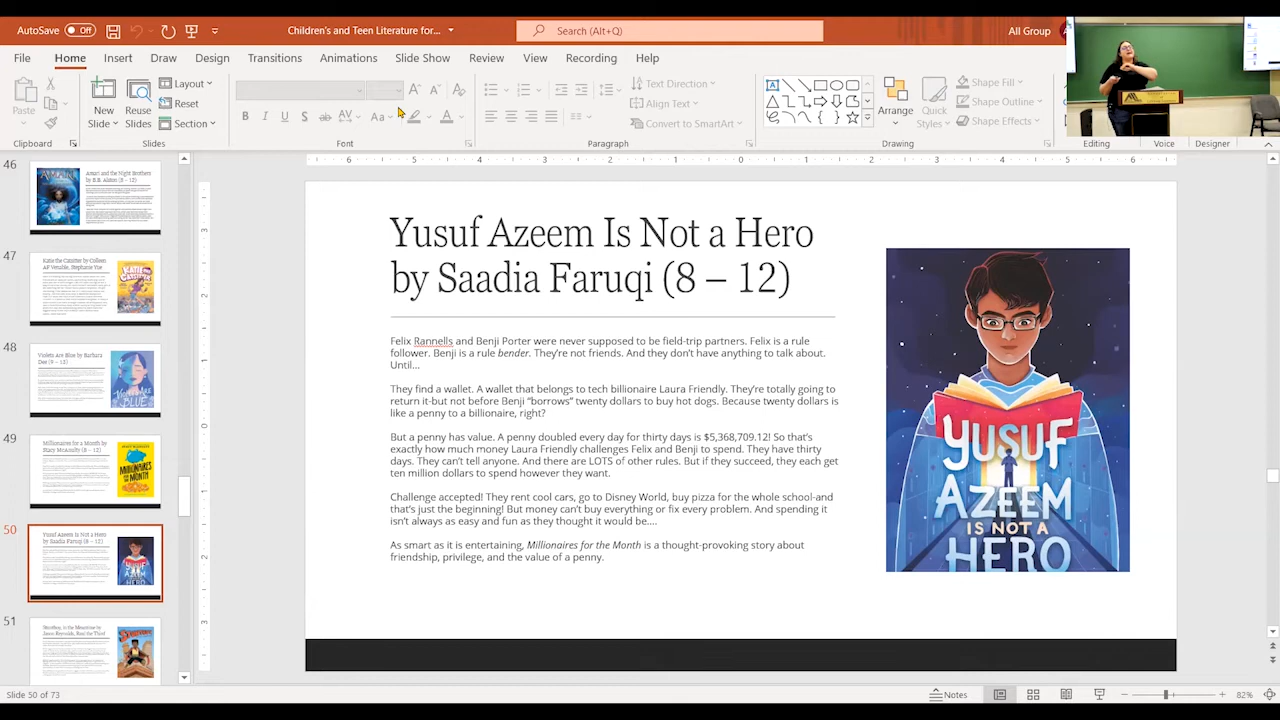 AutoSave Off
Children's and Teen Literature for...
Search (Alt+Q)
All Group
File Home Insert Draw Design Transitions Animations Slide Show Review View Recording Help
Paste
New Slide
Reuse Slides
Layout
Reset
Section
Text Direction
Align Text
Convert to SmartArt
Arrange
Quick Styles
Shape Fill
Shape Outline
Shape Effects
Clipboard Slides Font Paragraph Drawing Editing Voice Designer
46
Amari and the Night Brothers
by B.B. Alston (8 – 12)
47
Katie the Catsitter by Colleen
AF Venable, Stephanie Yue
48
Violets Are Blue by Barbara
Dee (9 – 12)
49
Millionaires for a Month by
Stacy McAnulty (8 – 12)
50
Yusuf Azeem Is Not a Hero
by Saadia Faruqi (8 – 12)
51
Jason Reynolds, Raul the Third
Yusuf Azeem Is Not a Hero
by Saadia Faruqi (8 – 12)
Felix Rannells and Benji Porter were never supposed to be field-trip partners. Felix is a rule
follower. Benji is a rule bender. They're not friends. And they don't have anything to talk about.
Until...
They find a wallet. A wallet that belongs to tech billionaire Laura Friendly. They're totally going to
return it-but not before Benji “borrows” twenty dollars to buy hot dogs. Because twenty dollars is
like a penny to a billionaire, right?
But a penny has value. A penny doubled every day for thirty days is $5,368,709.12! So that's
exactly how much money Laura Friendly challenges Felix and Benji to spend. They have thirty
days. They can't tell anyone. And there are LOTS of other rules. But if they succeed, they each get
ten million dollars to spend however they want.
Challenge accepted! They rent cool cars, go to Disney World, buy pizza for the whole school-and
that's just the beginning! But money can't buy everything or fix every problem. And spending it
isn't always as easy and fun as they thought it would be....
As smart as it is entertaining, Millionaires for the Month is a thought-provoking story about
friendship, privilege, and the value of a penny.
YUSUF
AZEEM
IS NOT A
HERO
Slide 50 of 73
Notes
82%